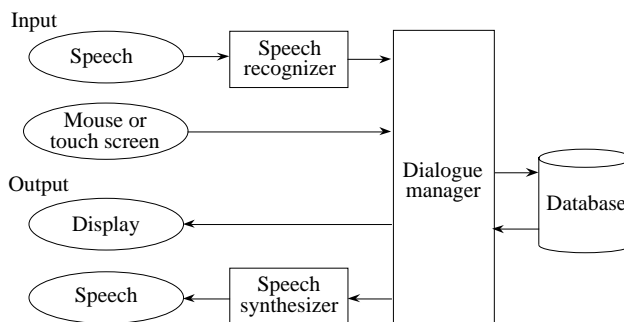 Input
Speech
Speech
recognizer
Mouse or
touch screen
Dialogue
manager
Database
Output
Display
Speech
Speech
synthesizer